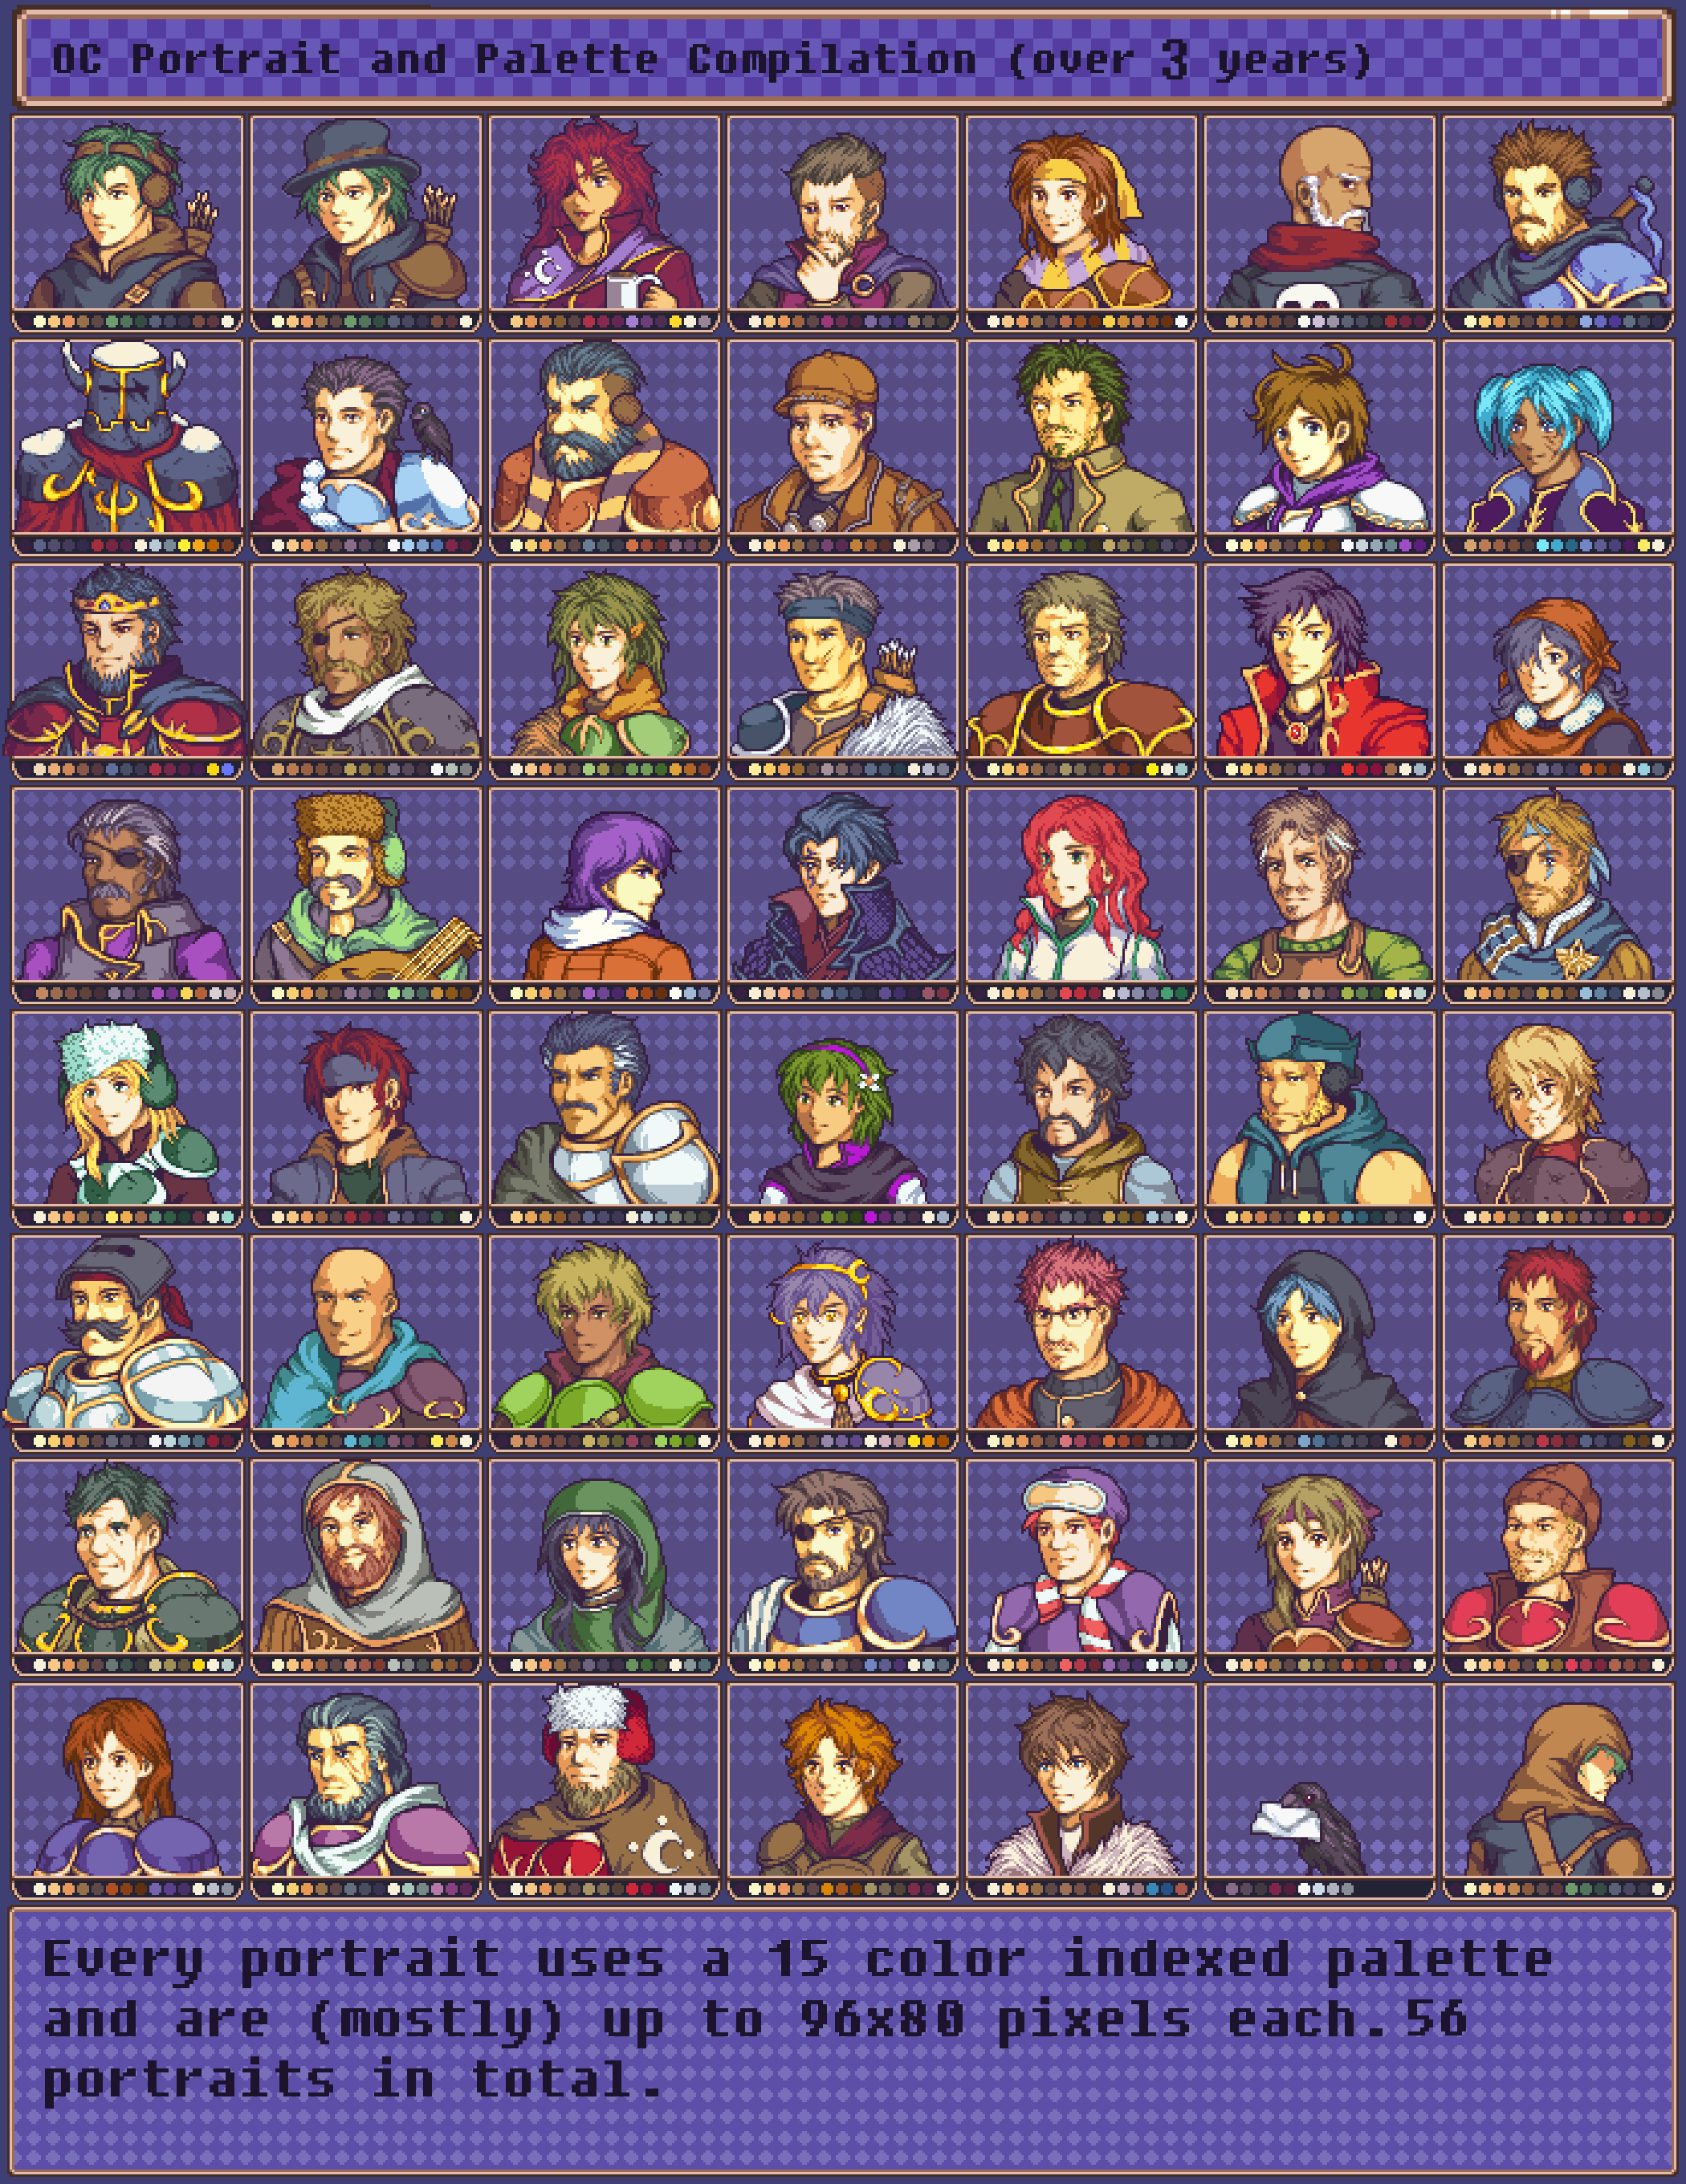 OC Portrait and Palette Compilation (over 3 years)
Every portrait uses a 15 color indexed palette
and are (mostly) up to 96x80 pixels each.56
portraits in total.